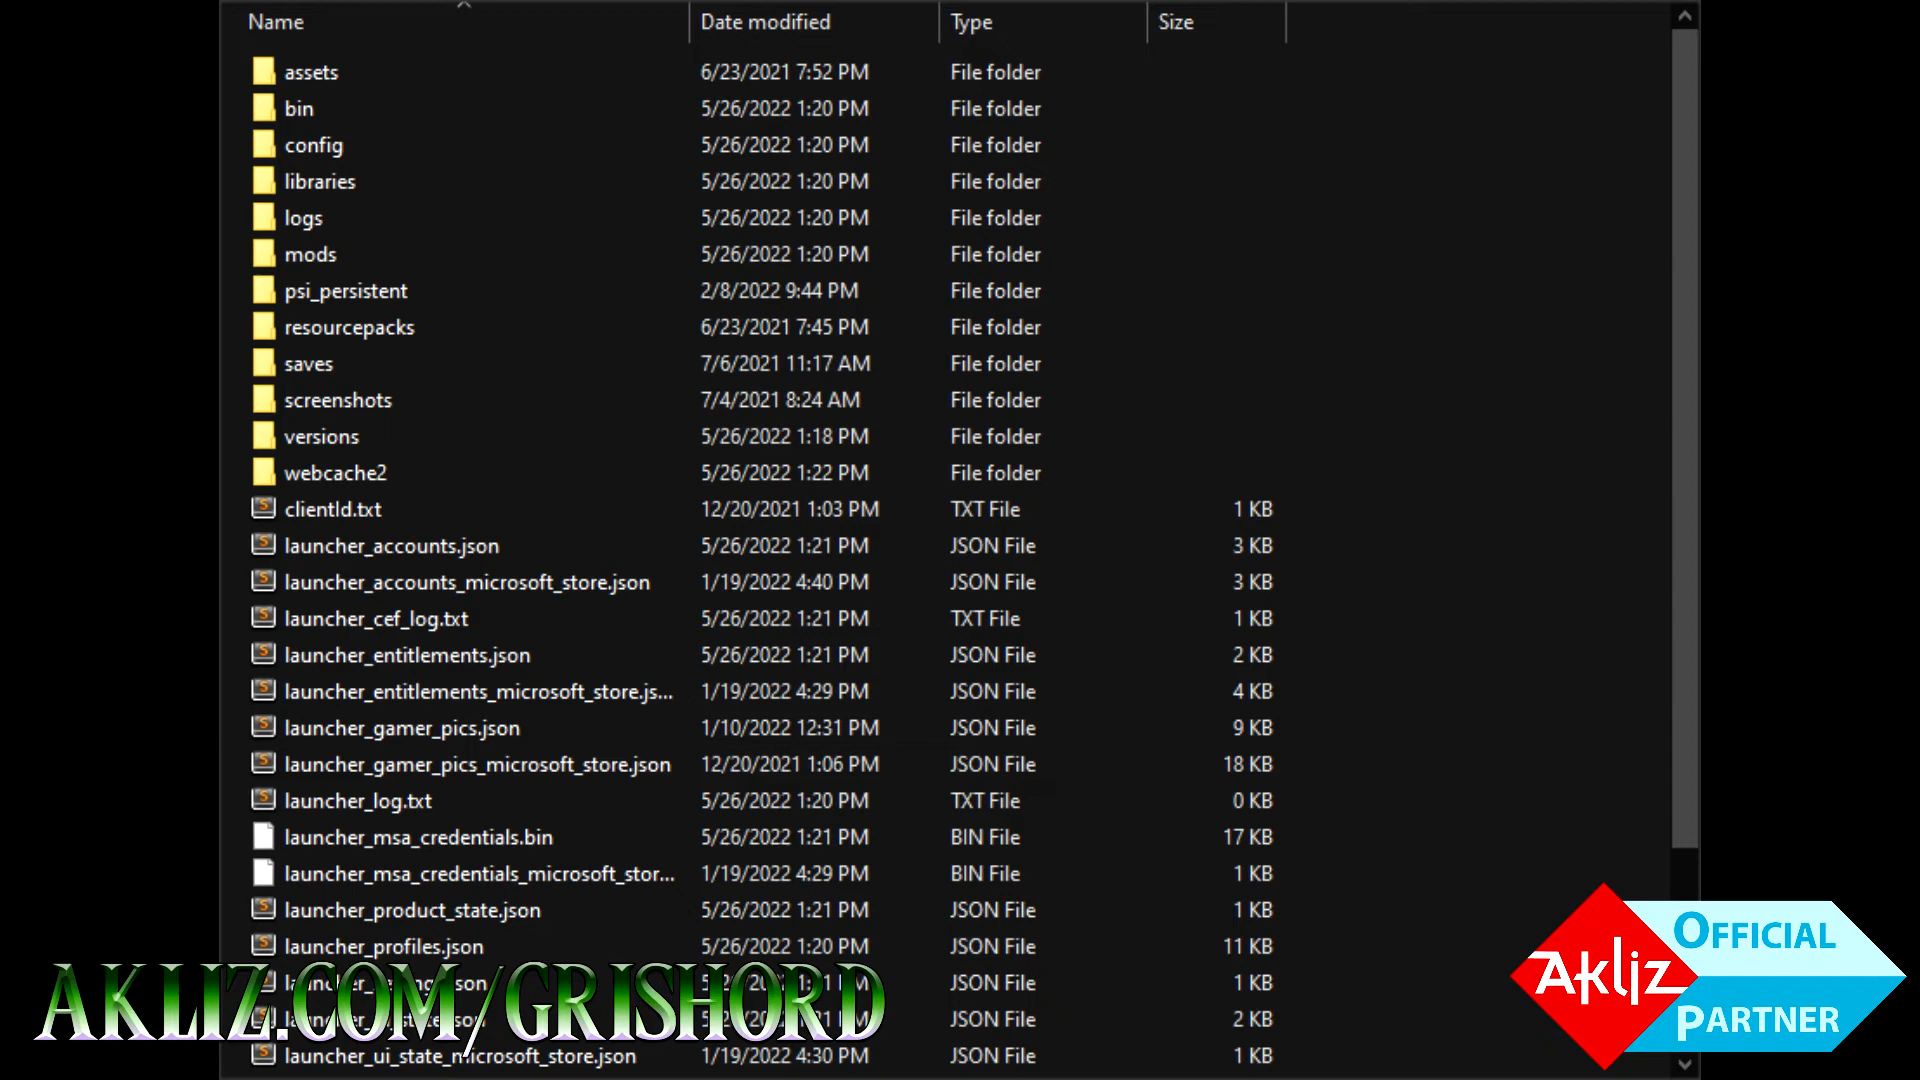 Name Date modified Type Size
assets 6/23/2021 7:52 PM File folder
bin 5/26/2022 1:20 PM File folder
config 5/26/2022 1:20 PM File folder
libraries 5/26/2022 1:20 PM File folder
logs 5/26/2022 1:20 PM File folder
mods 5/26/2022 1:20 PM File folder
psi_persistent 2/8/2022 9:44 PM File folder
resourcepacks 6/23/2021 7:45 PM File folder
saves 7/6/2021 11:17 AM File folder
screenshots 7/4/2021 8:24 AM File folder
versions 5/26/2022 1:18 PM File folder
webcache2 5/26/2022 1:22 PM File folder
clientId.txt 12/20/2021 1:03 PM TXT File 1 KB
launcher_accounts.json 5/26/2022 1:21 PM JSON File 3 KB
launcher_accounts_microsoft_store.json 1/19/2022 4:40 PM JSON File 3 KB
launcher_cef_log.txt 5/26/2022 1:21 PM TXT File 1 KB
launcher_entitlements.json 5/26/2022 1:21 PM JSON File 2 KB
launcher_entitlements_microsoft_store.js... 1/19/2022 4:29 PM JSON File 4 KB
launcher_gamer_pics.json 1/10/2022 12:31 PM JSON File 9 KB
launcher_gamer_pics_microsoft_store.json 12/20/2021 1:06 PM JSON File 18 KB
launcher_log.txt 5/26/2022 1:20 PM TXT File 0 KB
launcher_msa_credentials.bin 5/26/2022 1:21 PM BIN File 17 KB
launcher_msa_credentials_microsoft_stor... 1/19/2022 4:29 PM BIN File 1 KB
launcher_product_state.json 5/26/2022 1:21 PM JSON File 1 KB
launcher_profiles.json 5/26/2022 1:20 PM JSON File 11 KB
JSON File 1 KB
JSON File 2 KB
launcher_ui_state_microsoft_store.json 1/19/2022 4:30 PM JSON File 1 KB
AKLIZ.COM/GRISHORD
Akliz
OFFICIAL
PARTNER